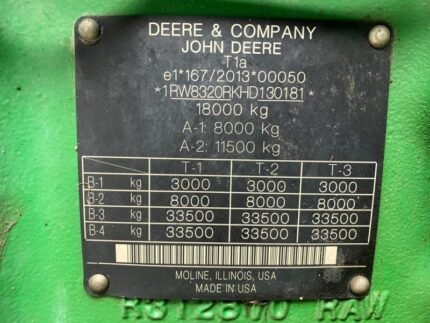 DEERE & COMPANY
JOHN DEERE
T1a
e1*167/2013*00050
*1RW8320RKHD130181*
18000 kg
A-1: 8000 kg
A-2: 11500 kg
T-1 T-2 T-3
B-1 kg 3000 3000 3000
B-2 kg 8000 8000 8000
B-3 kg 33500 33500 33500
B-4 kg 33500 33500 33500
MOLINE, ILLINOIS, USA
MADE IN USA
RAW